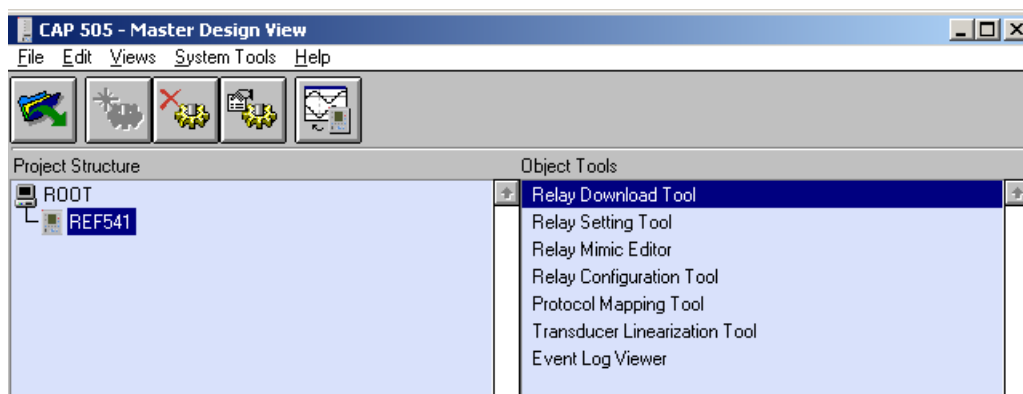 CAP 505 - Master Design View
File Edit Views System Tools Help
Project Structure
Object Tools
ROOT
REF541
Relay Download Tool
Relay Setting Tool
Relay Mimic Editor
Relay Configuration Tool
Protocol Mapping Tool
Transducer Linearization Tool
Event Log Viewer